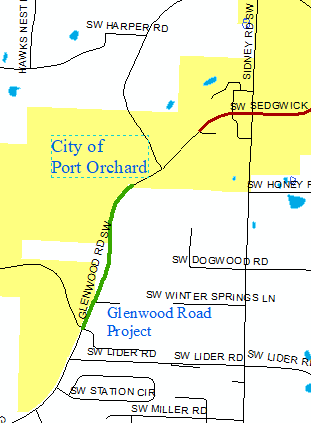 HAWKS NEST
SW HARPER RD
SIDNEY RD SW
SW SEDGWICK
City of
Port Orchard
SW HONEY
GLENWOOD RD SW
SW DOGWOOD RD
SW WINTER SPRINGS LN
Glenwood Road
Project
SW LIDER RD
SW LIDER RD
SW LIDER RD
SW STATION CIR
SW MILLER RD